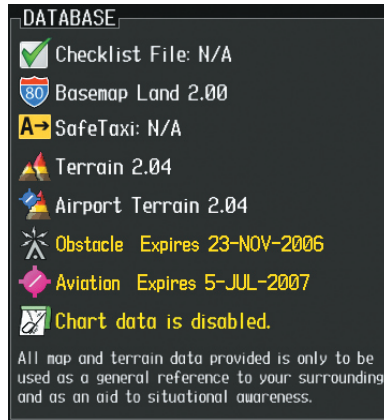 DATABASE
Checklist File: N/A
80 Basemap Land 2.00
A→ SafeTaxi: N/A
Terrain 2.04
Airport Terrain 2.04
Obstacle Expires 23-NOV-2006
Aviation Expires 5-JUL-2007
Chart data is disabled.
All map and terrain data provided is only to be
used as a general reference to your surrounding
and as an aid to situational awareness.